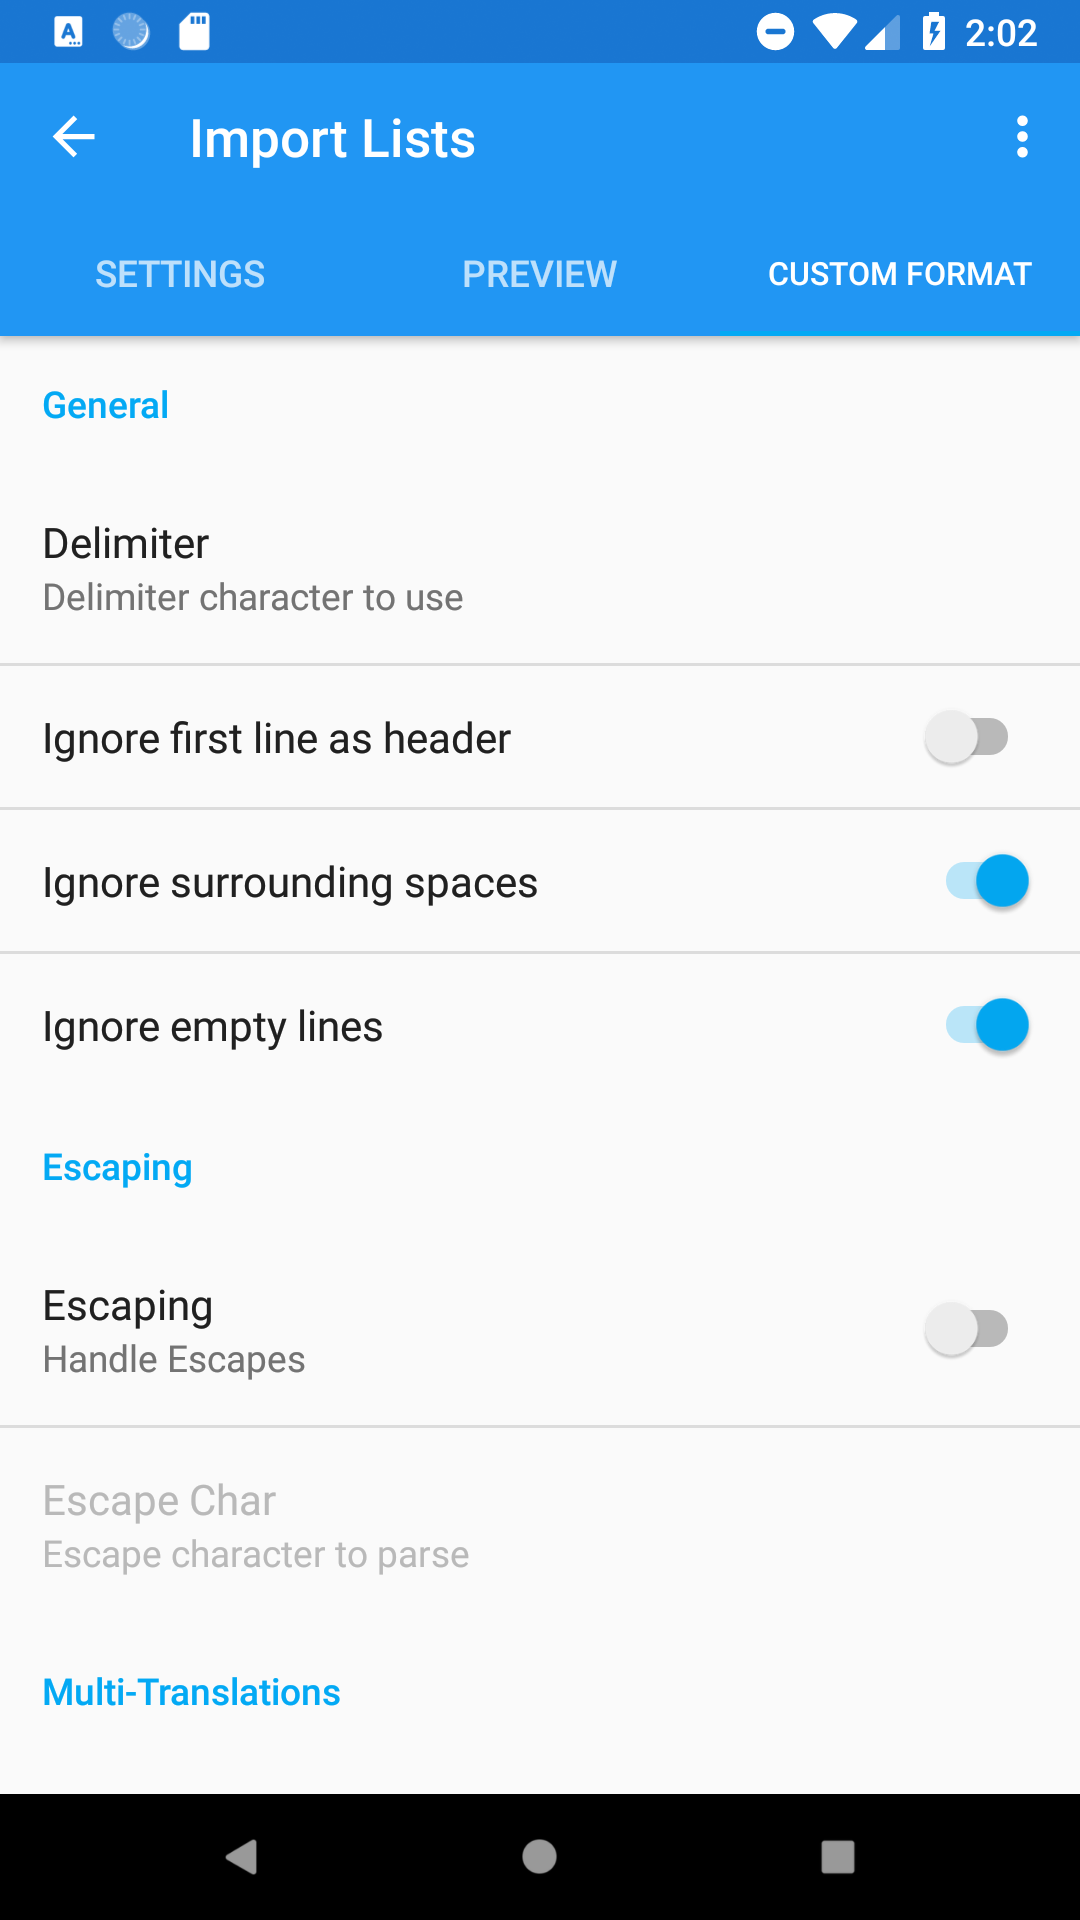 2:02
Import Lists
SETTINGS
PREVIEW
CUSTOM FORMAT
General
Delimiter
Delimiter character to use
Ignore first line as header
Ignore surrounding spaces
Ignore empty lines
Escaping
Escaping
Handle Escapes
Escape Char
Escape character to parse
Multi-Translations